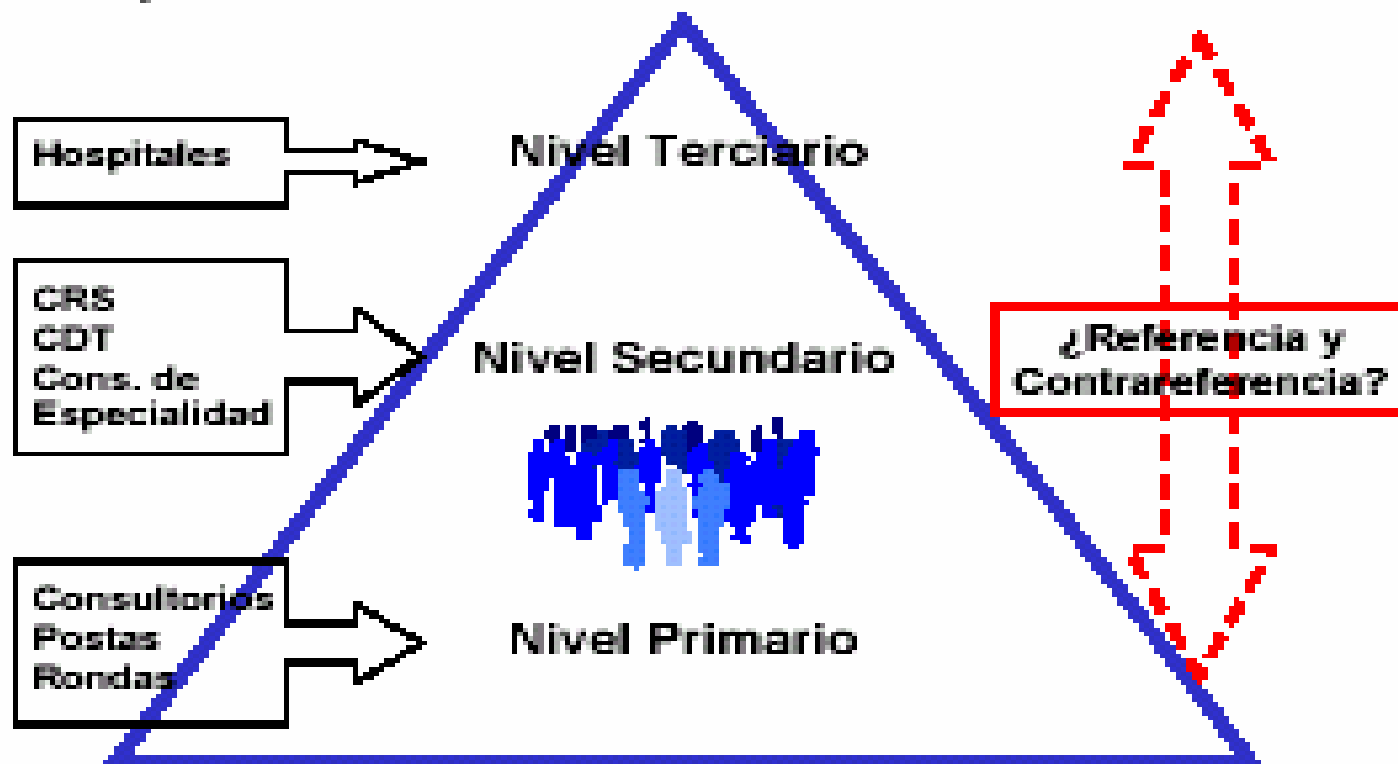 Hospitales
Nivel Terciario
CRS
CDT
Cons. de
Especialidad
Nivel Secundario
¿Referencia y
Contrareferencia?
Consultorios
Postas
Rondas
Nivel Primario